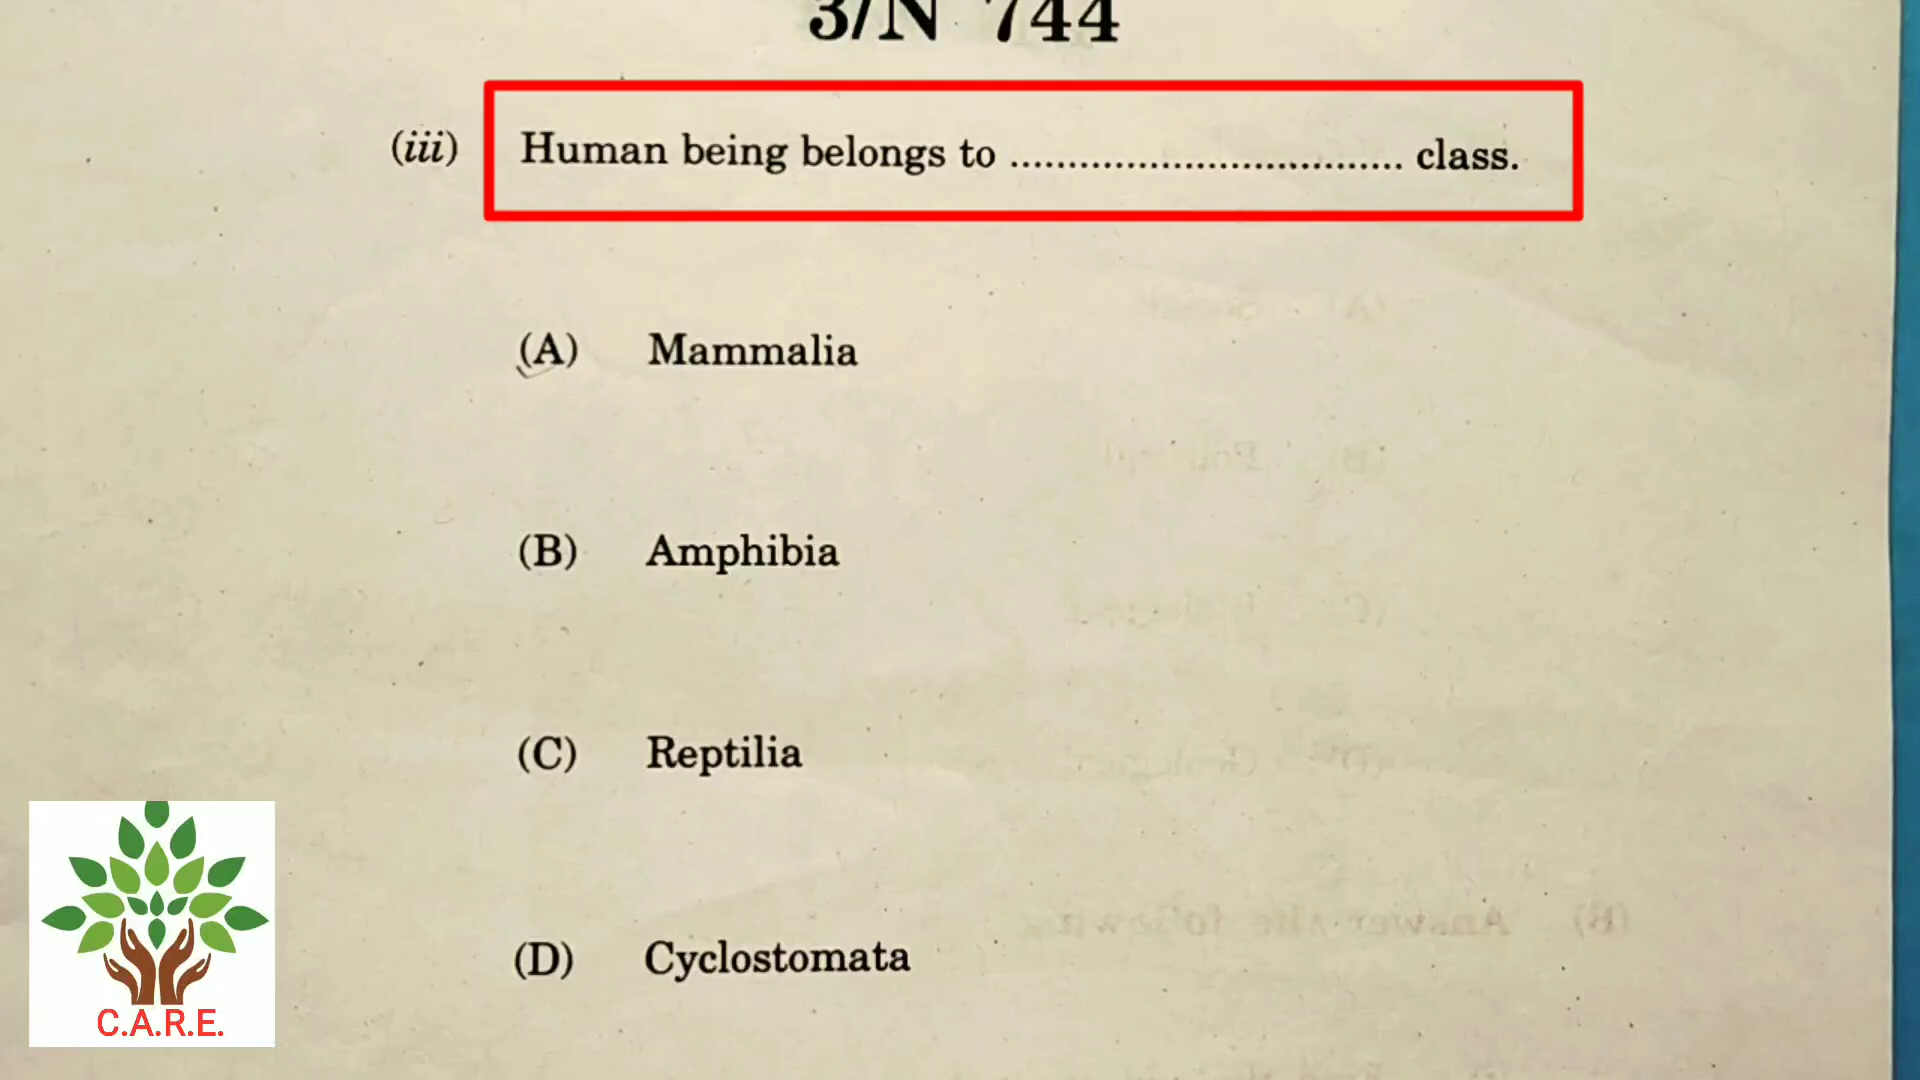 3/N 744
(iii) Human being belongs to .................................. class.
(A) Mammalia
(B) Amphibia
(C) Reptilia
(D) Cyclostomata
C.A.R.E.